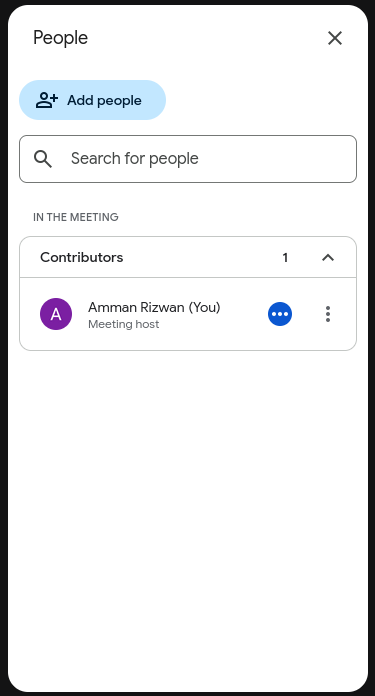 People
Add people
Search for people
IN THE MEETING
Contributors 1
A
Amman Rizwan (You)
Meeting host